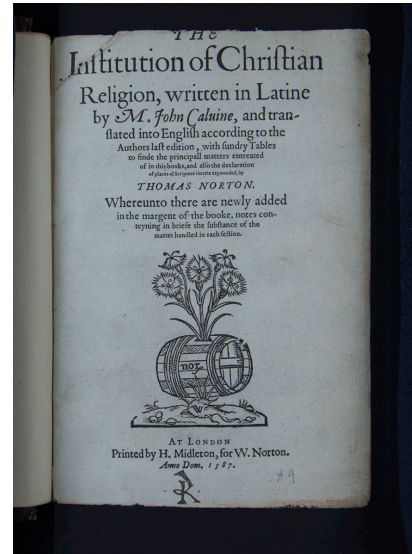 THE
Inſtitution of Chriſtian
Religion, written in Latine
by M. John Caluine, and tran-
ſlated into Engliſh according to the
Authors laſt edition, with ſundry Tables
to finde the principall matters entreated
of in this booke, and alſo the declaration
of places of Scripture therein expounded, by
THOMAS NORTON.
Whereunto there are newly added
in the margent of the booke, notes con-
teyning in briefe the ſubſtance of the
matter handled in each ſection.
nor
AT LONDON
Printed by H. Midleton, for W. Norton.
Anno Dom. 1587.